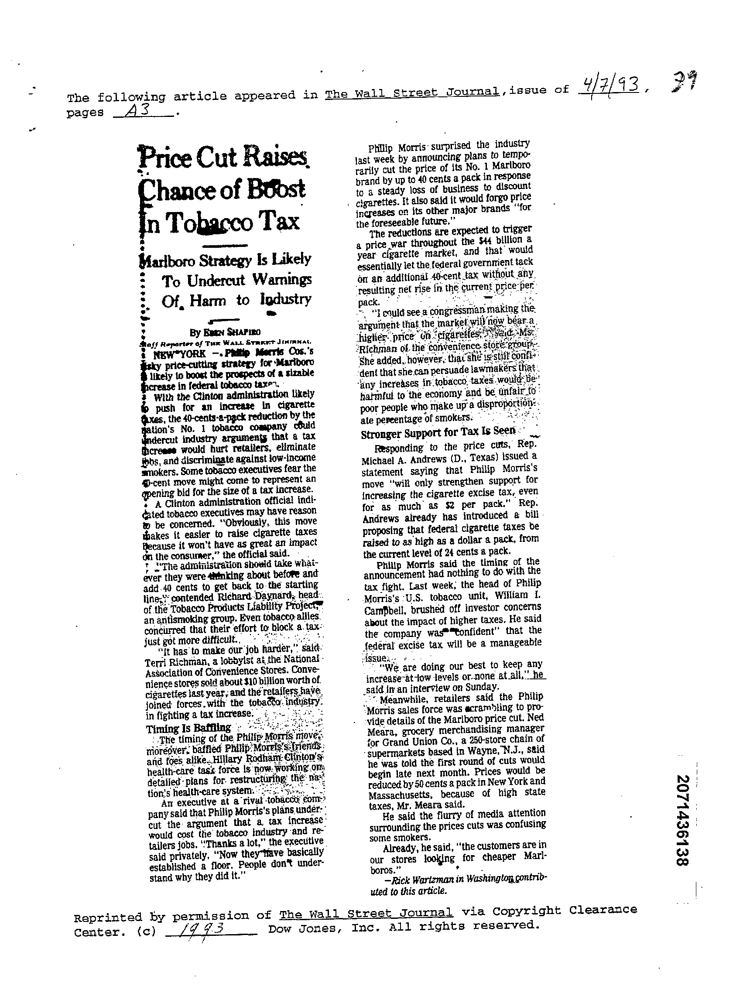 The following article appeared in The Wall Street Journal, issue of 4/7/93, 39
pages A3.
Price Cut Raises
Chance of Boost
In Tobacco Tax
Marlboro Strategy Is Likely
To Undercut Warnings
Of Harm to Industry
By EBEN SHAPIRO
Staff Reporter of THE WALL STREET JOURNAL
NEW YORK — Philip Morris Cos.'s
risky price-cutting strategy for Marlboro
is likely to boost the prospects of a sizable
increase in federal tobacco taxes.
With the Clinton administration likely
to push for an increase in cigarette
taxes, the 40-cents-a-pack reduction by the
nation's No. 1 tobacco company could
undercut industry arguments that a tax
increase would hurt retailers, eliminate
jobs, and discriminate against low-income
smokers. Some tobacco executives fear the
40-cent move might come to represent an
opening bid for the size of a tax increase.
A Clinton administration official indi-
cated tobacco executives may have reason
to be concerned. "Obviously, this move
makes it easier to raise cigarette taxes
because it won't have as great an impact
on the consumer," the official said.
"The administration should take what-
ever they were thinking about before and
add 40 cents to get back to the starting
line," contended Richard Daynard, head
of the Tobacco Products Liability Project,
an antismoking group. Even tobacco allies
concurred that their effort to block a tax
just got more difficult.
"It has to make our job harder," said
Terri Richman, a lobbyist at the National
Association of Convenience Stores. Conve-
nience stores sold about $10 billion worth of
cigarettes last year, and the retailers have
joined forces with the tobacco industry
in fighting a tax increase.
Timing Is Baffling
The timing of the Philip Morris move,
moreover, baffled Philip Morris's friends
and foes alike. Hillary Rodham Clinton's
health-care task force is now working on
detailed plans for restructuring the na-
tion's health-care system.
An executive at a rival tobacco com-
pany said that Philip Morris's plans under-
cut the argument that a tax increase
would cost the tobacco industry and re-
tailers jobs. "Thanks a lot," the executive
said privately. "Now they have basically
established a floor. People don't under-
stand why they did it."
Philip Morris surprised the industry
last week by announcing plans to tempo-
rarily cut the price of its No. 1 Marlboro
brand by up to 40 cents a pack in response
to a steady loss of business to discount
cigarettes. It also said it would forgo price
increases on its other major brands "for
the foreseeable future."
The reductions are expected to trigger
a price war throughout the $44 billion a
year cigarette market, and that would
essentially let the federal government tack
on an additional 40-cent tax without any
resulting net rise in the current price per
pack.
"I could see a congressman making the
argument that the market will now bear a
higher price on cigarettes," said Ms.
Richman of the convenience store group.
She added, however, that she is still confi-
dent that she can persuade lawmakers that
any increases in tobacco taxes would be
harmful to the economy and be unfair to
poor people who make up a disproportion-
ate percentage of smokers.
Stronger Support for Tax Is Seen
Responding to the price cuts, Rep.
Michael A. Andrews (D., Texas) issued a
statement saying that Philip Morris's
move "will only strengthen support for
increasing the cigarette excise tax, even
for as much as $2 per pack." Rep.
Andrews already has introduced a bill
proposing that federal cigarette taxes be
raised to as high as a dollar a pack, from
the current level of 24 cents a pack.
Philip Morris said the timing of the
announcement had nothing to do with the
tax fight. Last week, the head of Philip
Morris's U.S. tobacco unit, William I.
Campbell, brushed off investor concerns
about the impact of higher taxes. He said
the company was "confident" that the
federal excise tax will be a manageable
issue.
"We are doing our best to keep any
increase at low levels or none at all," he
said in an interview on Sunday.
Meanwhile, retailers said the Philip
Morris sales force was scrambling to pro-
vide details of the Marlboro price cut. Ned
Meara, grocery merchandising manager
for Grand Union Co., a 250-store chain of
supermarkets based in Wayne, N.J., said
he was told the first round of cuts would
begin late next month. Prices would be
reduced by 50 cents a pack in New York and
Massachusetts, because of high state
taxes, Mr. Meara said.
He said the flurry of media attention
surrounding the prices cuts was confusing
some smokers.
Already, he said, "the customers are in
our stores looking for cheaper Marl-
boros."
—Rick Wartzman in Washington contrib-
uted to this article.
2071436138
Reprinted by permission of The Wall Street Journal via Copyright Clearance
Center. (c) 1993 Dow Jones, Inc. All rights reserved.